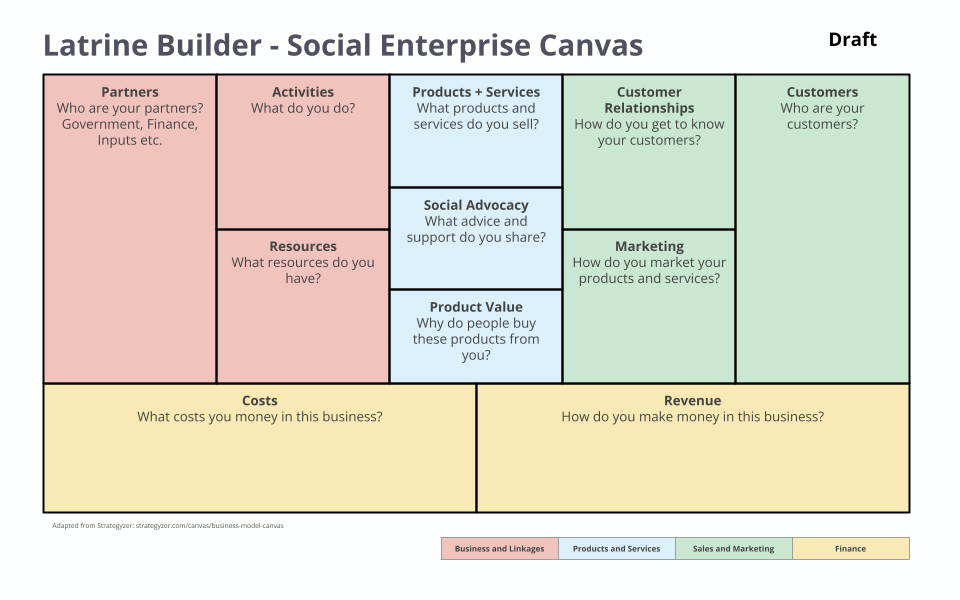 Latrine Builder - Social Enterprise Canvas
Draft
Partners
Who are your partners?
Government, Finance,
Inputs etc.
Activities
What do you do?
Resources
What resources do you
have?
Products + Services
What products and
services do you sell?
Social Advocacy
What advice and
support do you share?
Product Value
Why do people buy
these products from
you?
Customer
Relationships
How do you get to know
your customers?
Marketing
How do you market your
products and services?
Customers
Who are your
customers?
Costs
What costs you money in this business?
Revenue
How do you make money in this business?
Adapted from Strategyzer: strategyzer.com/canvas/business-model-canvas
Business and Linkages
Products and Services
Sales and Marketing
Finance